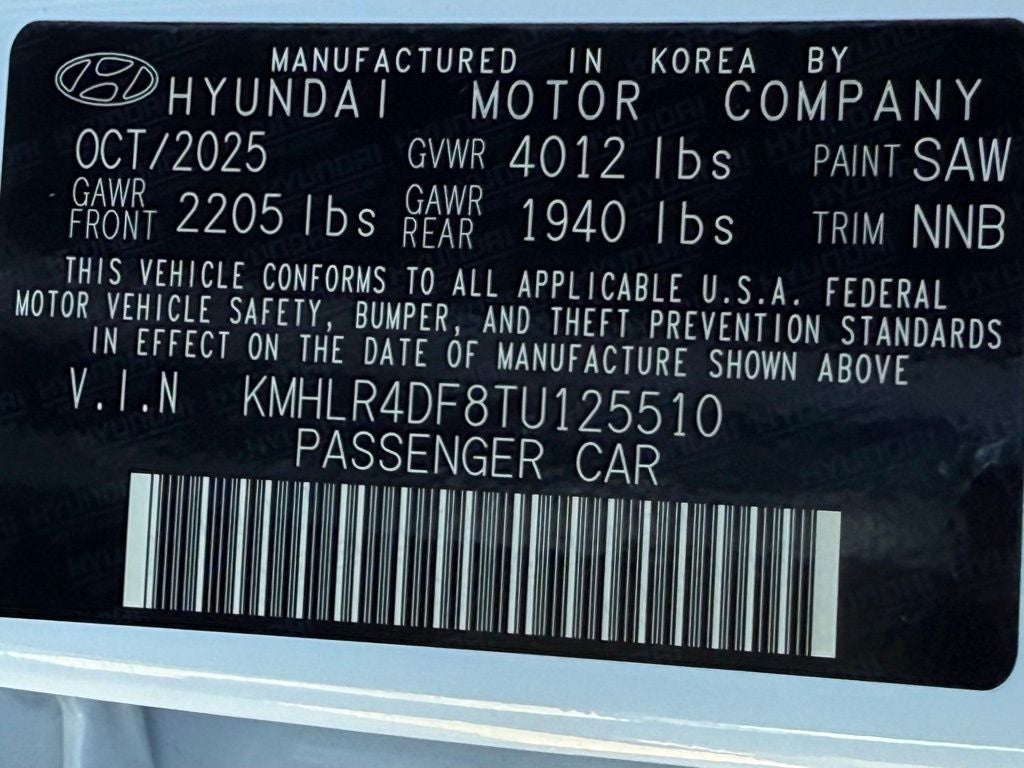 MANUFACTURED IN KOREA BY
HYUNDAI MOTOR COMPANY
OCT/2025 GVWR 4012 lbs PAINT SAW
GAWR FRONT 2205 lbs GAWR REAR 1940 lbs TRIM NNB
THIS VEHICLE CONFORMS TO ALL APPLICABLE U.S.A. FEDERAL
MOTOR VEHICLE SAFETY, BUMPER, AND THEFT PREVENTION STANDARDS
IN EFFECT ON THE DATE OF MANUFACTURE SHOWN ABOVE
V.I.N KMHLR4DF8TU125510
PASSENGER CAR